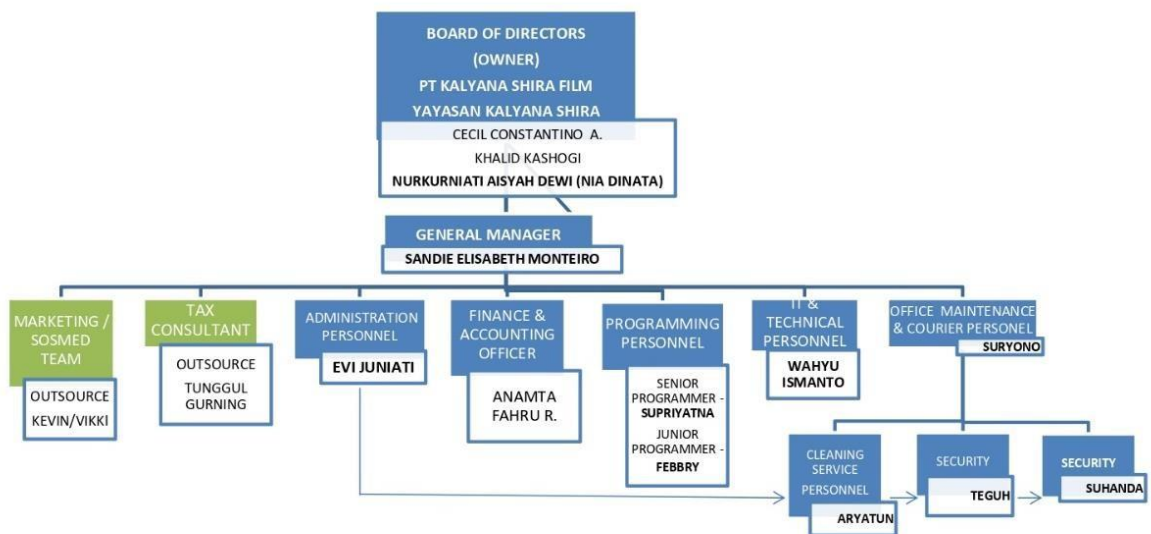 BOARD OF DIRECTORS
(OWNER)
PT KALYANA SHIRA FILM
YAYASAN KALYANA SHIRA
CECIL CONSTANTINO A.
KHALID KASHOGI
NURKURNIATI AISYAH DEWI (NIA DINATA)
GENERAL MANAGER
SANDIE ELISABETH MONTEIRO
MARKETING /
SOSMED
TEAM
OUTSOURCE
KEVIN/VIKKI
TAX
CONSULTANT
OUTSOURCE
TUNGGUL
GURNING
ADMINISTRATION
PERSONNEL
EVI JUNIATI
FINANCE &
ACCOUNTING
OFFICER
ANAMTA
FAHRU R.
PROGRAMMING
PERSONNEL
SENIOR
PROGRAMMER -
SUPRIYATNA
JUNIOR
PROGRAMMER -
FEBBRY
IT &
TECHNICAL
PERSONNEL
WAHYU
ISMANTO
OFFICE MAINTENANCE
& COURIER PERSONEL
SURYONO
CLEANING
SERVICE
PERSONNEL
ARYATUN
SECURITY
TEGUH
SECURITY
SUHANDA